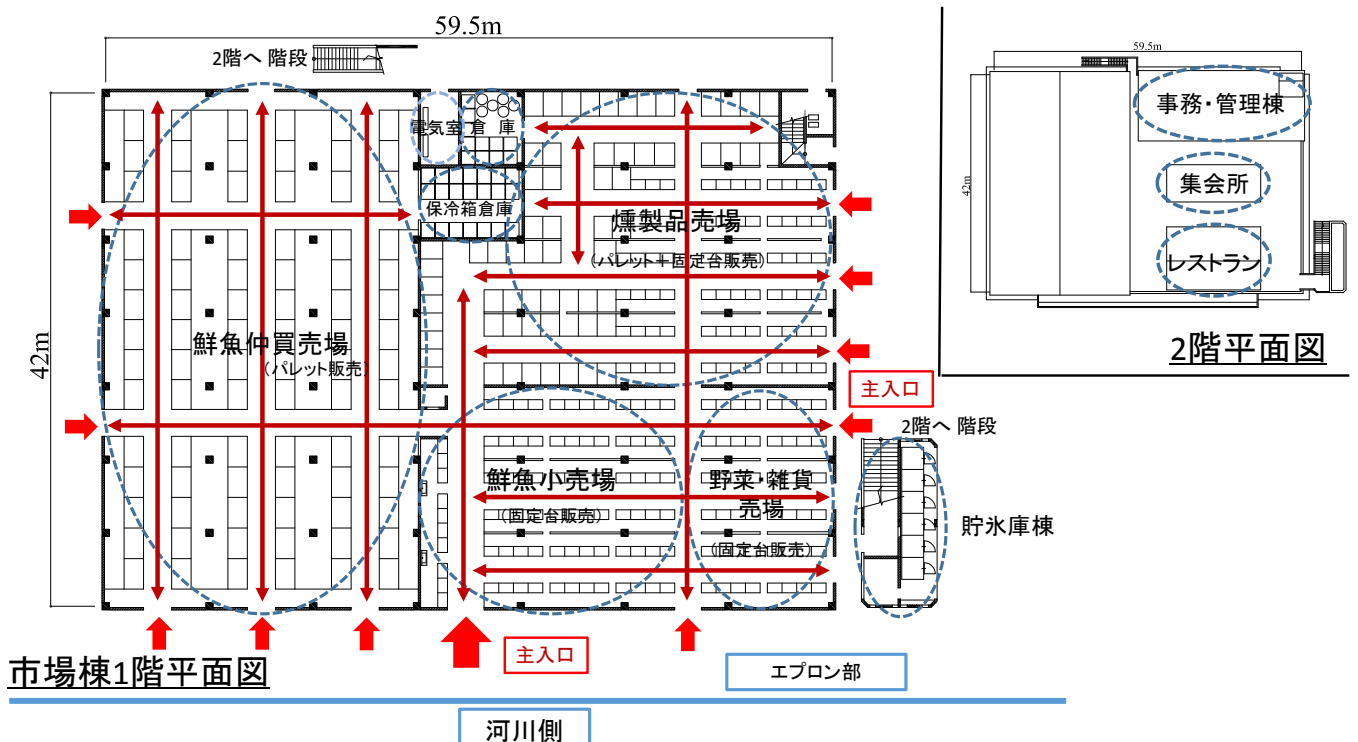 59.5m
2階へ 階段
42m
電気室
倉 庫
保冷箱倉庫
燻製品売場
(パレット+固定台販売)
鮮魚仲買売場
(パレット販売)
鮮魚小売場
(固定台販売)
野菜・雑貨
売場
(固定台販売)
主入口
2階へ 階段
貯氷庫棟
主入口
エプロン部
市場棟1階平面図
河川側
59.5m
42m
事務・管理棟
集会所
レストラン
2階平面図